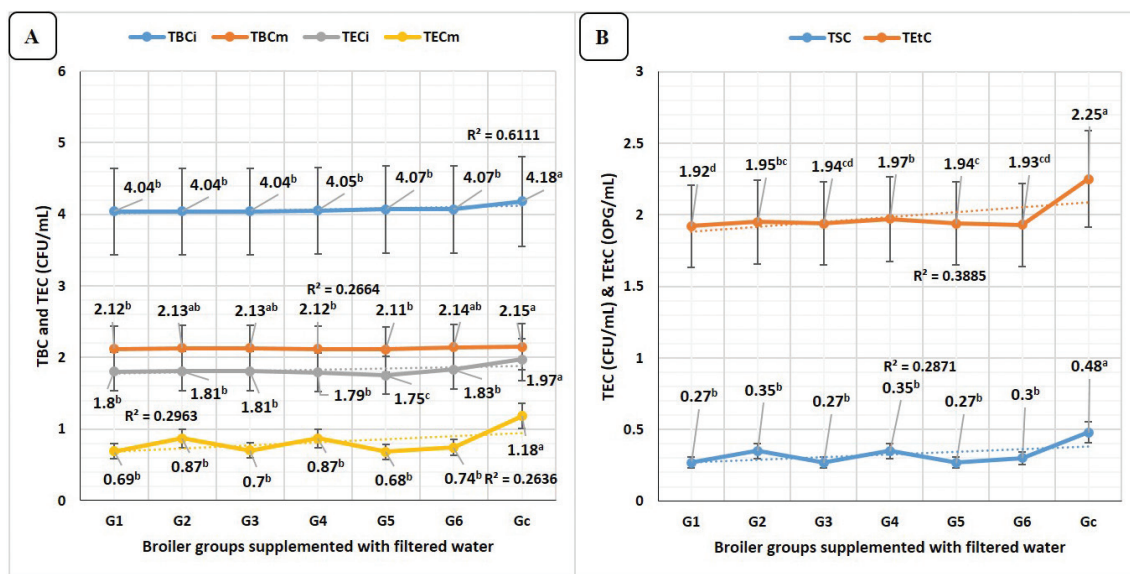 A
TBCi TBCm TECi TECm
TBC and TEC (CFU/mL)
6
5
4
3
2
1
0
R² = 0.6111
4.04ᵇ 4.04ᵇ 4.04ᵇ 4.05ᵇ 4.07ᵇ 4.07ᵇ 4.18ᵃ
R² = 0.2664
2.12ᵇ 2.13ᵃᵇ 2.13ᵃᵇ 2.12ᵇ 2.11ᵇ 2.14ᵃᵇ 2.15ᵃ
1.8ᵇ 1.81ᵇ 1.81ᵇ 1.79ᵇ 1.75ᶜ 1.83ᵇ 1.97ᵃ
R² = 0.2963
0.69ᵇ 0.87ᵇ 0.7ᵇ 0.87ᵇ 0.68ᵇ 0.74ᵇ 1.18ᵃ
R² = 0.2636
G1 G2 G3 G4 G5 G6 Gc
Broiler groups supplemented with filtered water
B
TSC TEtC
TEC (CFU/mL) & TEtC (OPG/mL)
3
2.5
2
1.5
1
0.5
0
1.92ᵈ 1.95ᵇᶜ 1.94ᶜᵈ 1.97ᵇ 1.94ᶜ 1.93ᶜᵈ 2.25ᵃ
R² = 0.3885
R² = 0.2871
0.27ᵇ 0.35ᵇ 0.27ᵇ 0.35ᵇ 0.27ᵇ 0.3ᵇ 0.48ᵃ
G1 G2 G3 G4 G5 G6 Gc
Broiler groups supplemented with filtered water